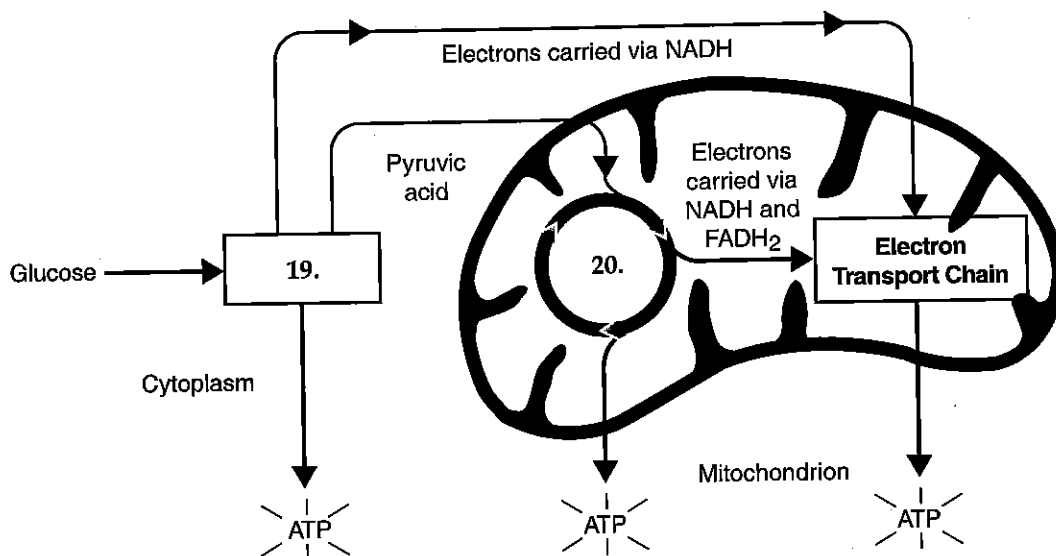 Electrons carried via NADH
Pyruvic
acid
Electrons
carried via
NADH and
FADH₂
Glucose
19.
20.
Electron
Transport Chain
Cytoplasm
Mitochondrion
ATP
ATP
ATP